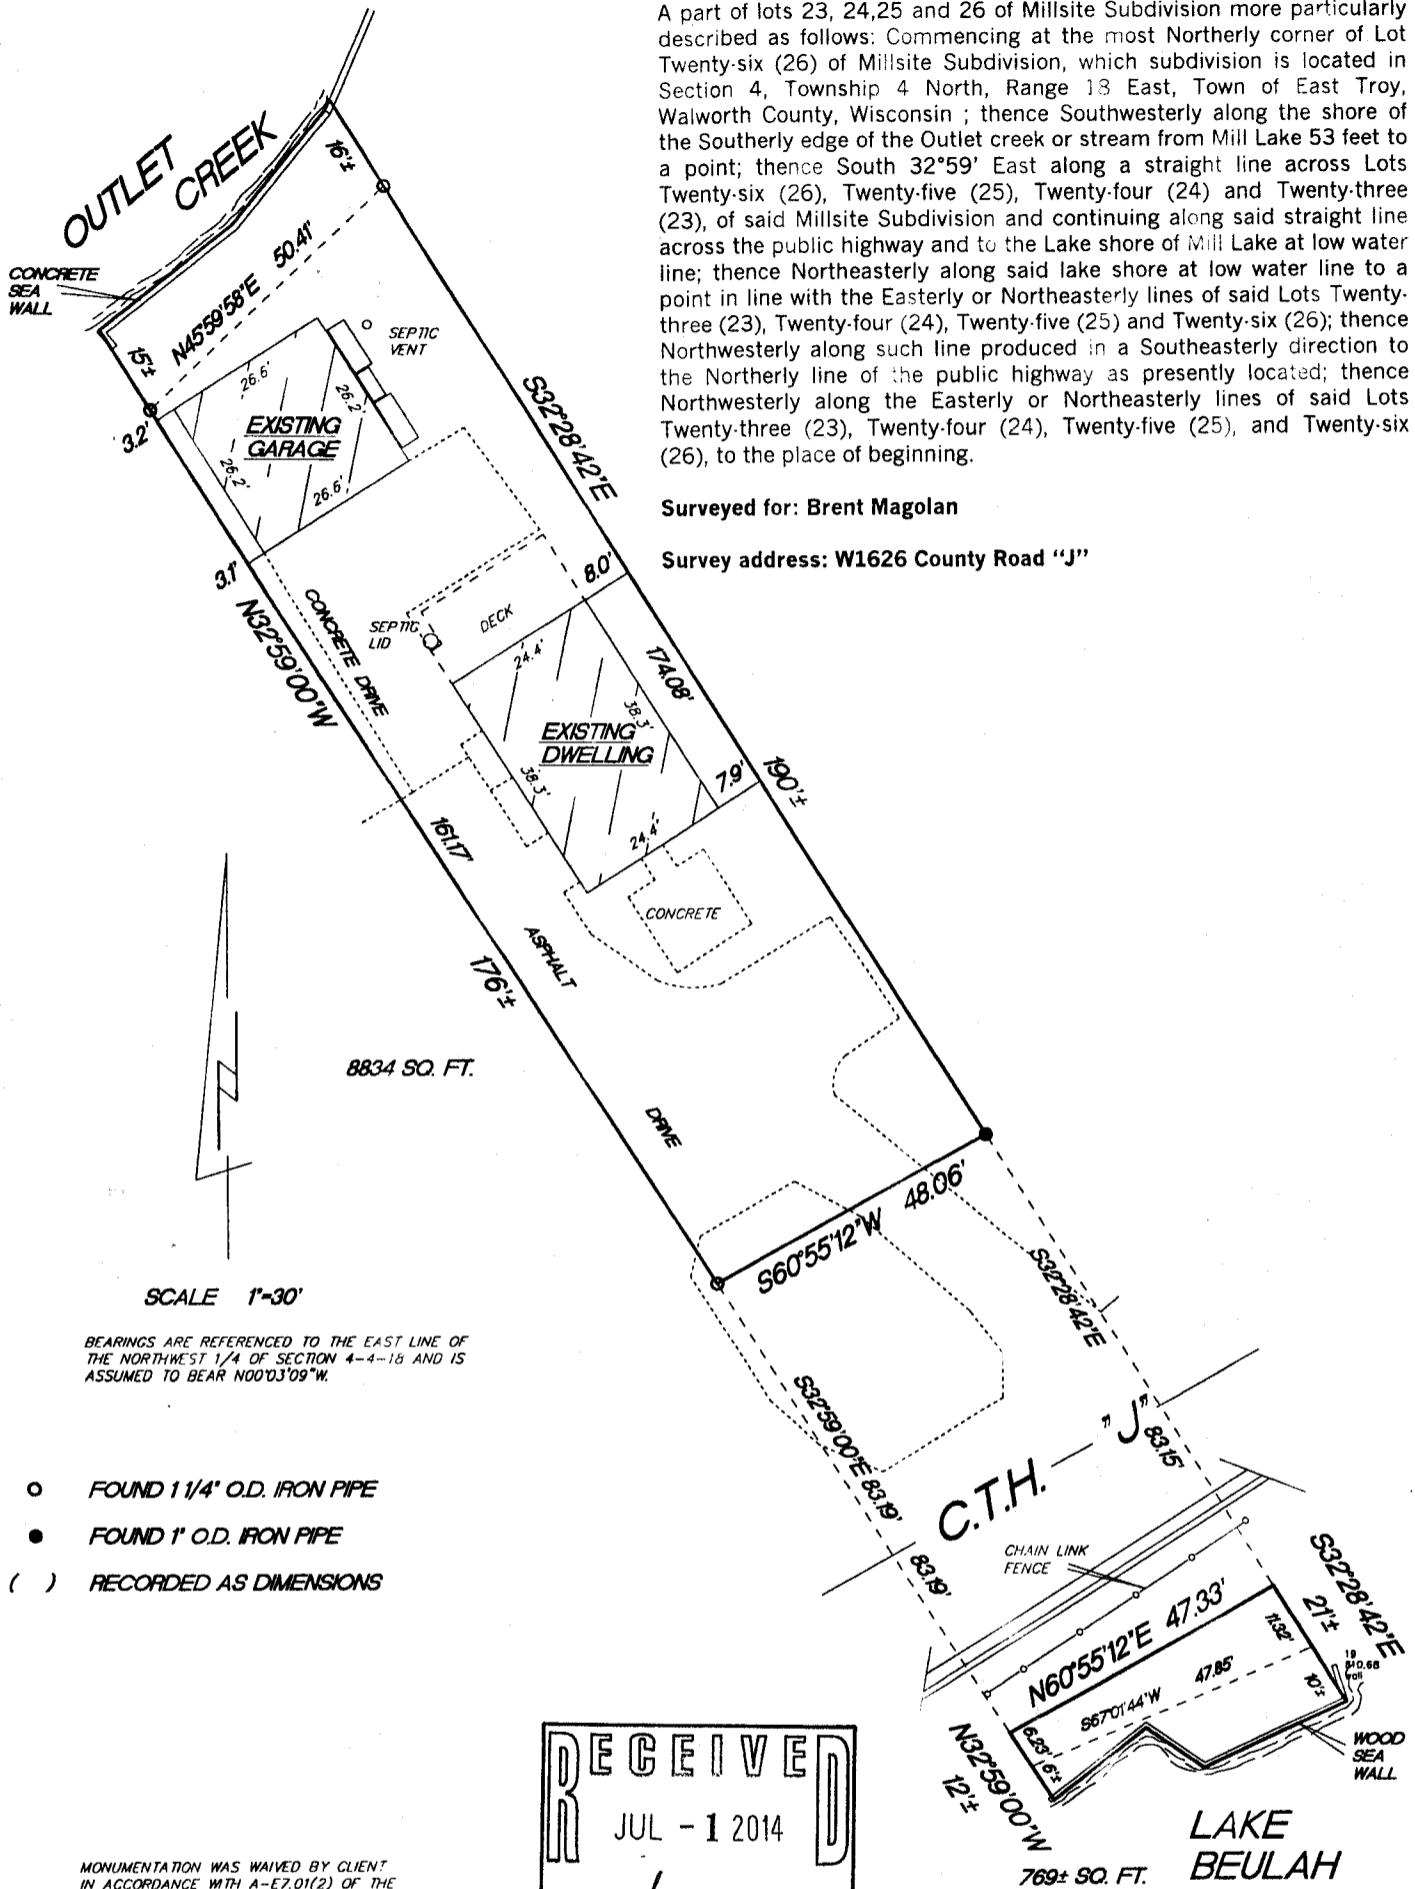 A part of lots 23, 24,25 and 26 of Millsite Subdivision more particularly
described as follows: Commencing at the most Northerly corner of Lot
Twenty-six (26) of Millsite Subdivision, which subdivision is located in
Section 4, Township 4 North, Range 18 East, Town of East Troy,
Walworth County, Wisconsin ; thence Southwesterly along the shore of
the Southerly edge of the Outlet creek or stream from Mill Lake 53 feet to
a point; thence South 32°59' East along a straight line across Lots
Twenty-six (26), Twenty-five (25), Twenty-four (24) and Twenty-three
(23), of said Millsite Subdivision and continuing along said straight line
across the public highway and to the Lake shore of Mill Lake at low water
line; thence Northeasterly along said lake shore at low water line to a
point in line with the Easterly or Northeasterly lines of said Lots Twenty-
three (23), Twenty-four (24), Twenty-five (25) and Twenty-six (26); thence
Northwesterly along such line produced in a Southeasterly direction to
the Northerly line of the public highway as presently located; thence
Northwesterly along the Easterly or Northeasterly lines of said Lots
Twenty-three (23), Twenty-four (24), Twenty-five (25), and Twenty-six
(26), to the place of beginning.
Surveyed for: Brent Magolan
Survey address: W1626 County Road "J"
OUTLET
CREEK
CONCRETE
SEA
WALL
16'±
N45°59'58"E 50.41'
15'±
3.2'
SEPTIC
VENT
26.6'
26.2'
EXISTING
GARAGE
26.2'
26.6'
S32°28'42"E
3.1'
N32°59'00"W
CONCRETE DRIVE
SEPTIC
LID
DECK
8.0'
24.4'
174.08'
38.3'
EXISTING
DWELLING
38.3'
7.9'
190'±
24.4'
161.17'
CONCRETE
ASPHALT
176'±
8834 SQ. FT.
DRIVE
S60°55'12"W 48.06'
SCALE 1"=30'
BEARINGS ARE REFERENCED TO THE EAST LINE OF
THE NORTHWEST 1/4 OF SECTION 4-4-18 AND IS
ASSUMED TO BEAR N00°03'09"W.
S32°28'42"E
S32°59'00"E 83.19'
C.T.H. "J"
83.15'
83.19'
○ FOUND 1 1/4" O.D. IRON PIPE
● FOUND 1" O.D. IRON PIPE
( ) RECORDED AS DIMENSIONS
CHAIN LINK
FENCE
N60°55'12"E 47.33'
S32°28'42"E
21'±
11.32'
47.85'
S67°01'44"W
10'±
19
810.68
6.23'
6'±
N32°59'00"W
12'±
WOOD
SEA
WALL
LAKE
BEULAH
769± SQ. FT.
RECEIVED
JUL - 1 2014
MONUMENTATION WAS WAIVED BY CLIENT
IN ACCORDANCE WITH A-E7.01(2) OF THE